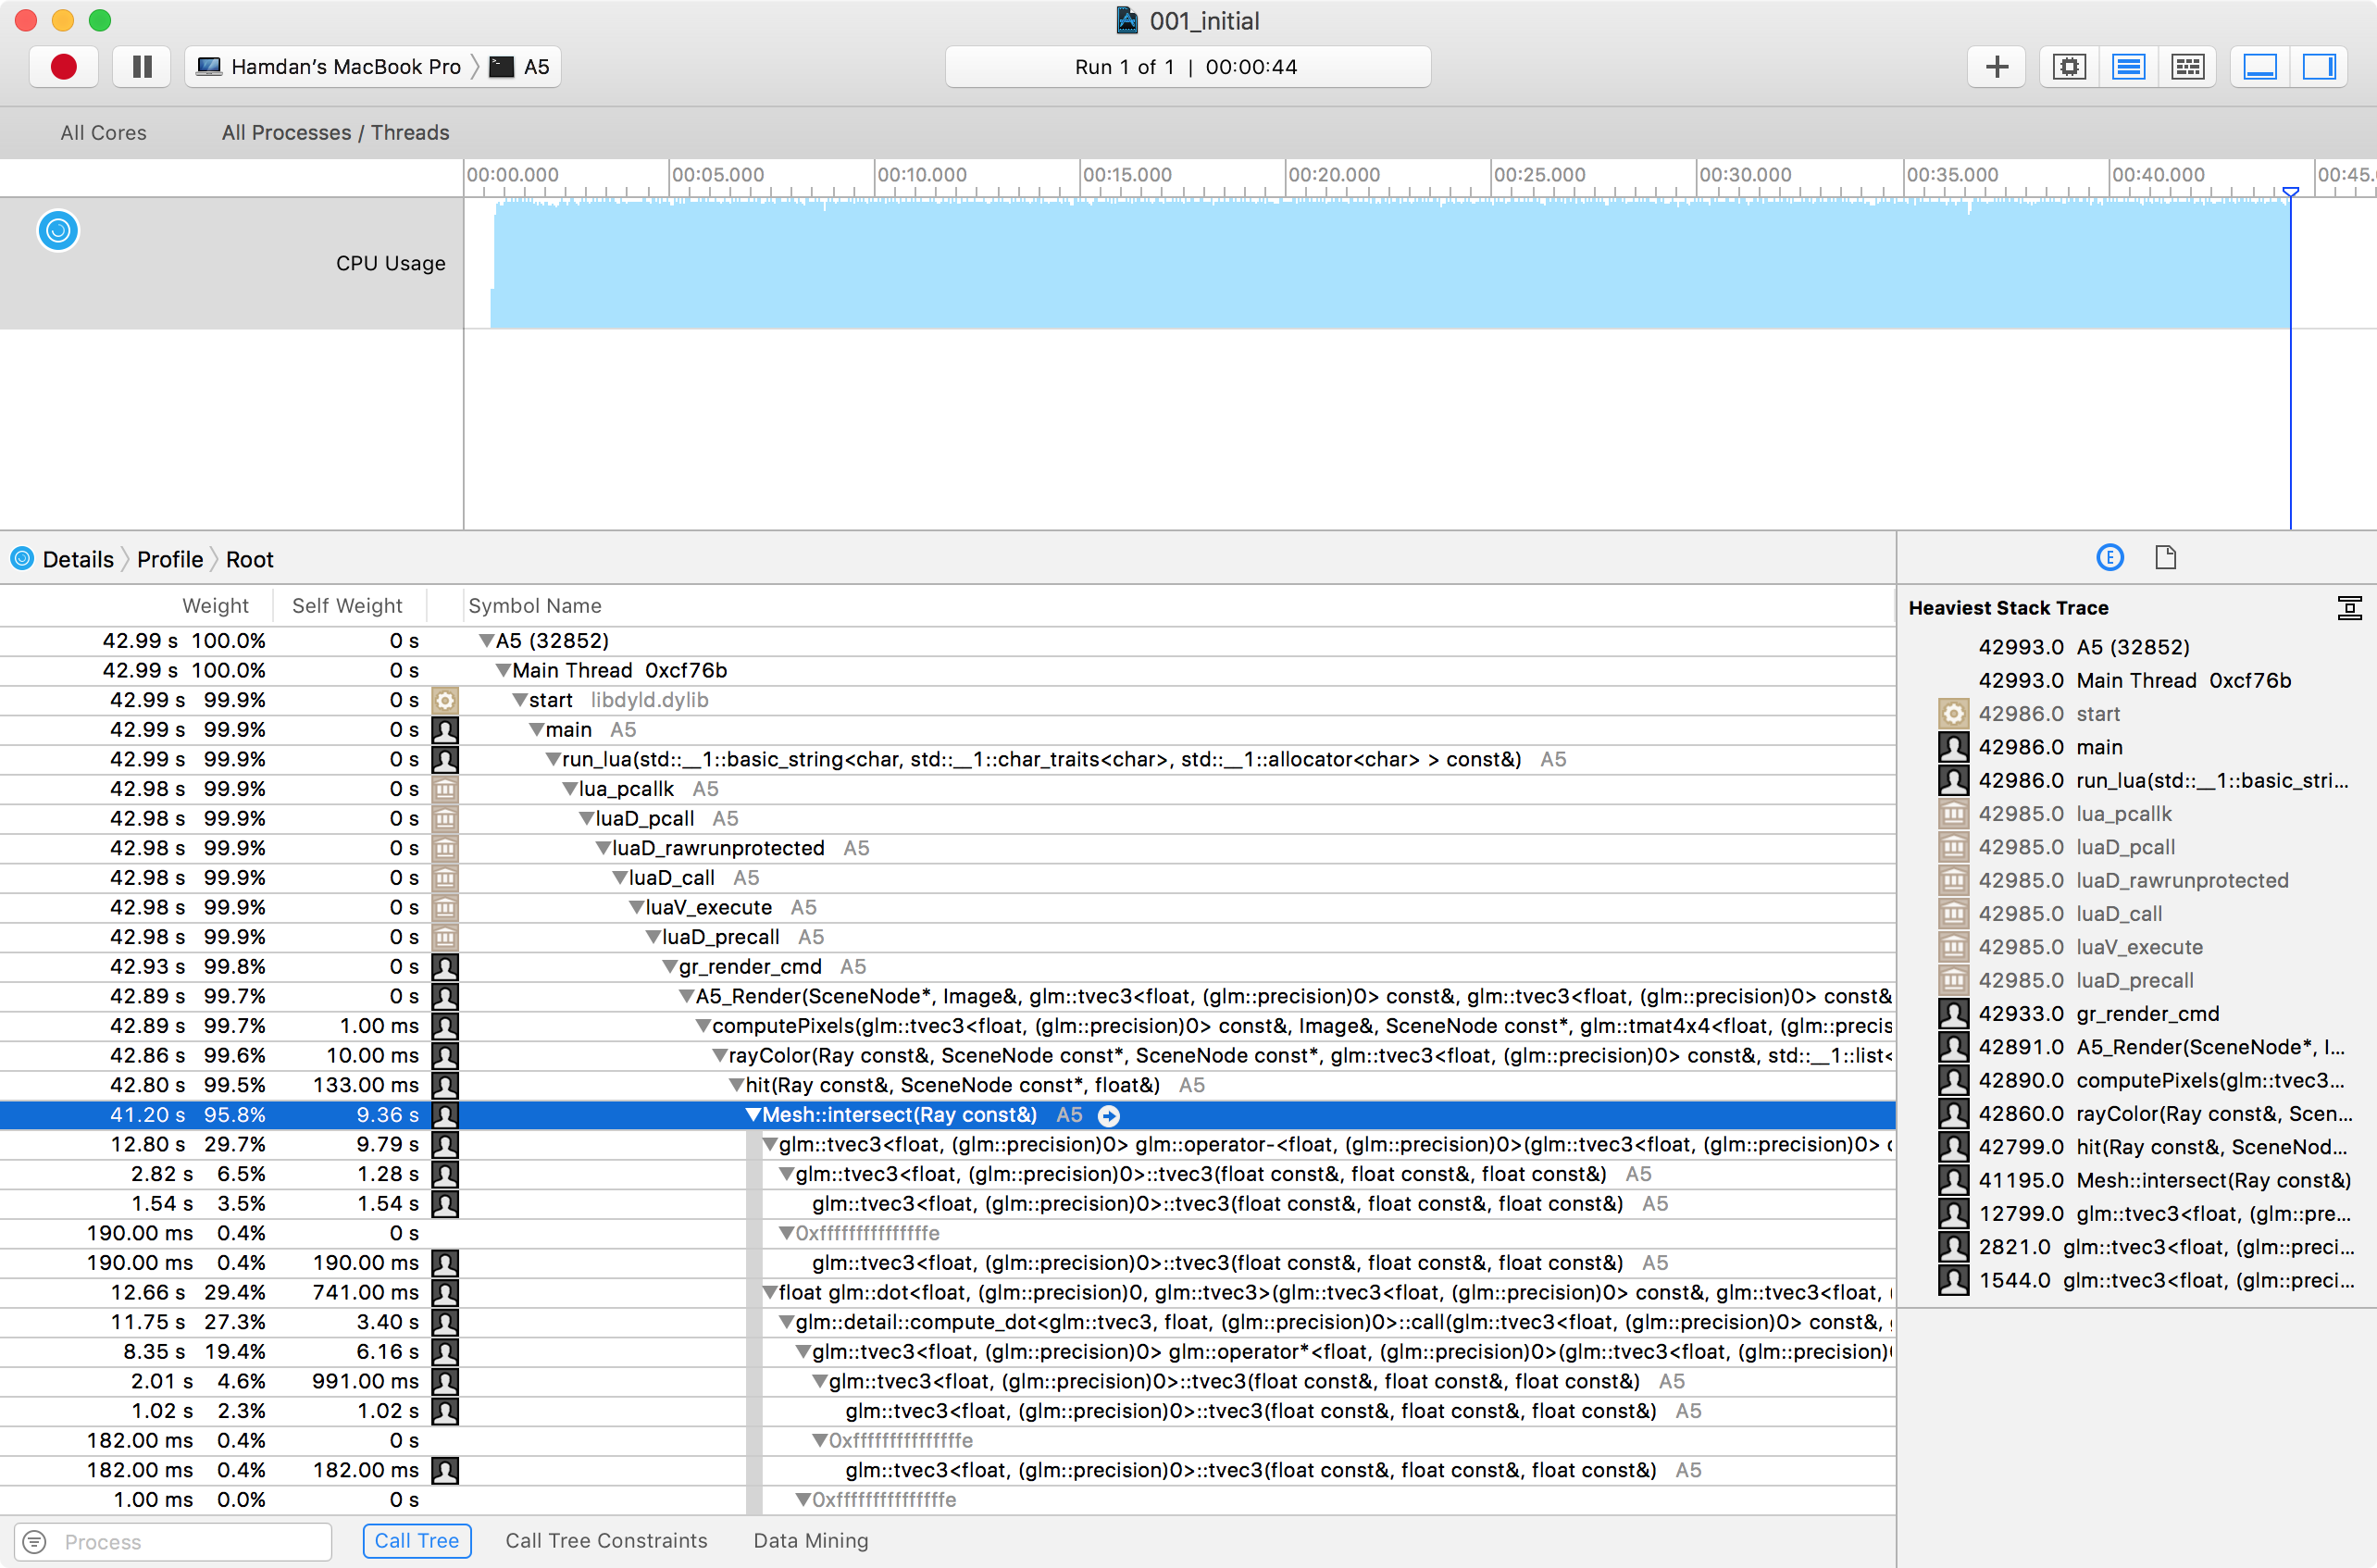 001_initial
Hamdan’s MacBook Pro A5
Run 1 of 1 | 00:00:44
All Cores All Processes / Threads
00:00.000 00:05.000 00:10.000 00:15.000 00:20.000 00:25.000 00:30.000 00:35.000 00:40.000 00:45.
CPU Usage
Details Profile Root
Weight Self Weight Symbol Name
42.99 s 100.0% 0 s A5 (32852)
42.99 s 100.0% 0 s Main Thread 0xcf76b
42.99 s 99.9% 0 s start libdyld.dylib
42.99 s 99.9% 0 s main A5
42.99 s 99.9% 0 s run_lua(std::__1::basic_string<char, std::__1::char_traits<char>, std::__1::allocator<char> > const&) A5
42.98 s 99.9% 0 s lua_pcallk A5
42.98 s 99.9% 0 s luaD_pcall A5
42.98 s 99.9% 0 s luaD_rawrunprotected A5
42.98 s 99.9% 0 s luaD_call A5
42.98 s 99.9% 0 s luaV_execute A5
42.98 s 99.9% 0 s luaD_precall A5
42.93 s 99.8% 0 s gr_render_cmd A5
42.89 s 99.7% 0 s A5_Render(SceneNode*, Image&, glm::tvec3<float, (glm::precision)0> const&, glm::tvec3<float, (glm::precision)0> const&
42.89 s 99.7% 1.00 ms computePixels(glm::tvec3<float, (glm::precision)0> const&, Image&, SceneNode const*, glm::tmat4x4<float, (glm::precis
42.86 s 99.6% 10.00 ms rayColor(Ray const&, SceneNode const*, SceneNode const*, glm::tvec3<float, (glm::precision)0> const&, std::__1::list<
42.80 s 99.5% 133.00 ms hit(Ray const&, SceneNode const*, float&) A5
41.20 s 95.8% 9.36 s Mesh::intersect(Ray const&) A5
12.80 s 29.7% 9.79 s glm::tvec3<float, (glm::precision)0> glm::operator-<float, (glm::precision)0>(glm::tvec3<float, (glm::precision)0> c
2.82 s 6.5% 1.28 s glm::tvec3<float, (glm::precision)0>::tvec3(float const&, float const&, float const&) A5
1.54 s 3.5% 1.54 s glm::tvec3<float, (glm::precision)0>::tvec3(float const&, float const&, float const&) A5
190.00 ms 0.4% 0 s 0xfffffffffffffffe
190.00 ms 0.4% 190.00 ms glm::tvec3<float, (glm::precision)0>::tvec3(float const&, float const&, float const&) A5
12.66 s 29.4% 741.00 ms float glm::dot<float, (glm::precision)0, glm::tvec3>(glm::tvec3<float, (glm::precision)0> const&, glm::tvec3<float, (
11.75 s 27.3% 3.40 s glm::detail::compute_dot<glm::tvec3, float, (glm::precision)0>::call(glm::tvec3<float, (glm::precision)0> const&, g
8.35 s 19.4% 6.16 s glm::tvec3<float, (glm::precision)0> glm::operator*<float, (glm::precision)0>(glm::tvec3<float, (glm::precision)0
2.01 s 4.6% 991.00 ms glm::tvec3<float, (glm::precision)0>::tvec3(float const&, float const&, float const&) A5
1.02 s 2.3% 1.02 s glm::tvec3<float, (glm::precision)0>::tvec3(float const&, float const&, float const&) A5
182.00 ms 0.4% 0 s 0xfffffffffffffffe
182.00 ms 0.4% 182.00 ms glm::tvec3<float, (glm::precision)0>::tvec3(float const&, float const&, float const&) A5
1.00 ms 0.0% 0 s 0xfffffffffffffffe
Process Call Tree Call Tree Constraints Data Mining
E
Heaviest Stack Trace
42993.0 A5 (32852)
42993.0 Main Thread 0xcf76b
42986.0 start
42986.0 main
42986.0 run_lua(std::__1::basic_stri...
42985.0 lua_pcallk
42985.0 luaD_pcall
42985.0 luaD_rawrunprotected
42985.0 luaD_call
42985.0 luaV_execute
42985.0 luaD_precall
42933.0 gr_render_cmd
42891.0 A5_Render(SceneNode*, I...
42890.0 computePixels(glm::tvec3...
42860.0 rayColor(Ray const&, Scen...
42799.0 hit(Ray const&, SceneNod...
41195.0 Mesh::intersect(Ray const&)
12799.0 glm::tvec3<float, (glm::pre...
2821.0 glm::tvec3<float, (glm::preci...
1544.0 glm::tvec3<float, (glm::preci...